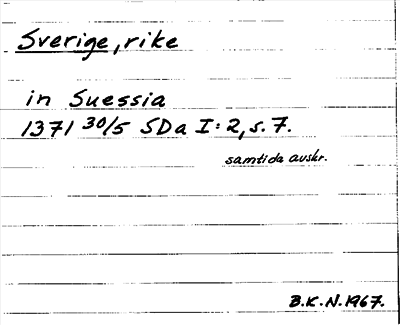 Sverige, rike
in Suessia
1371 30/5 SDa I:2, s.7.
samtida avskr.
B.K.N.1967.